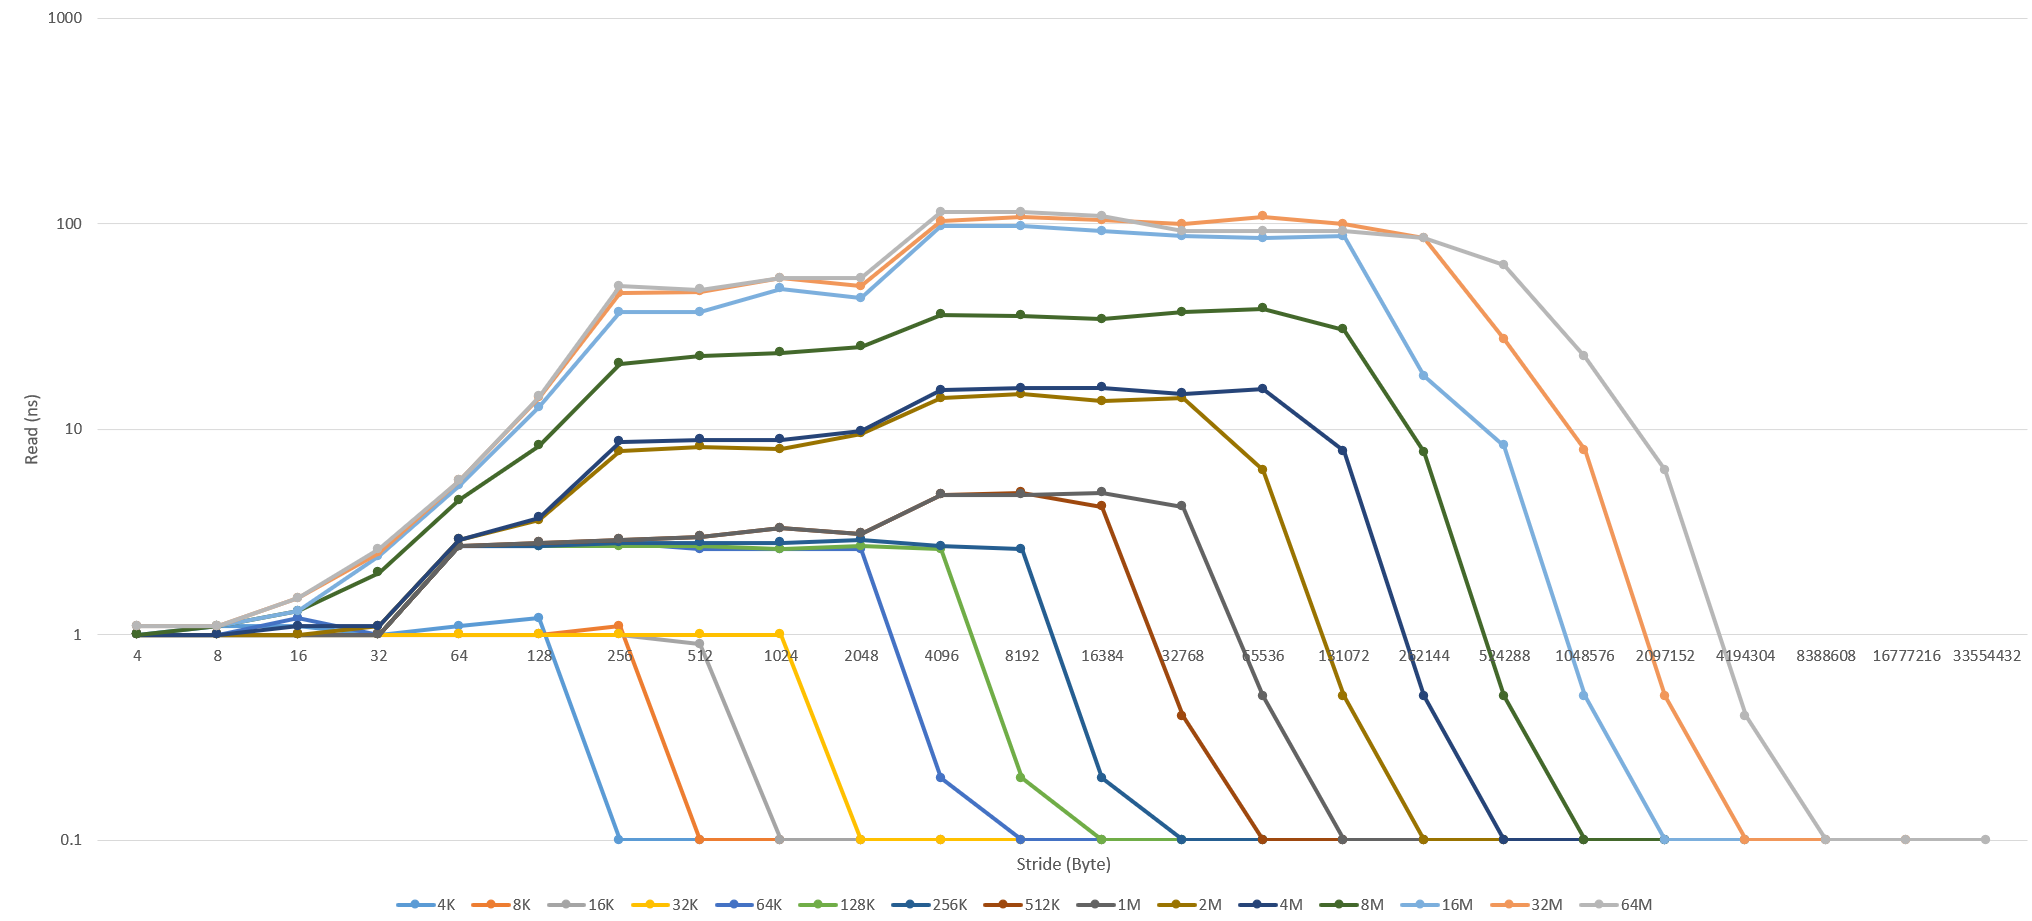 1000
100
10
1
0.1
Read (ns)
4 8 16 32 64 128 256 512 1024 2048 4096 8192 16384 32768 65536 131072 262144 524288 1048576 2097152 4194304 8388608 16777216 33554432
Stride (Byte)
4K 8K 16K 32K 64K 128K 256K 512K 1M 2M 4M 8M 16M 32M 64M